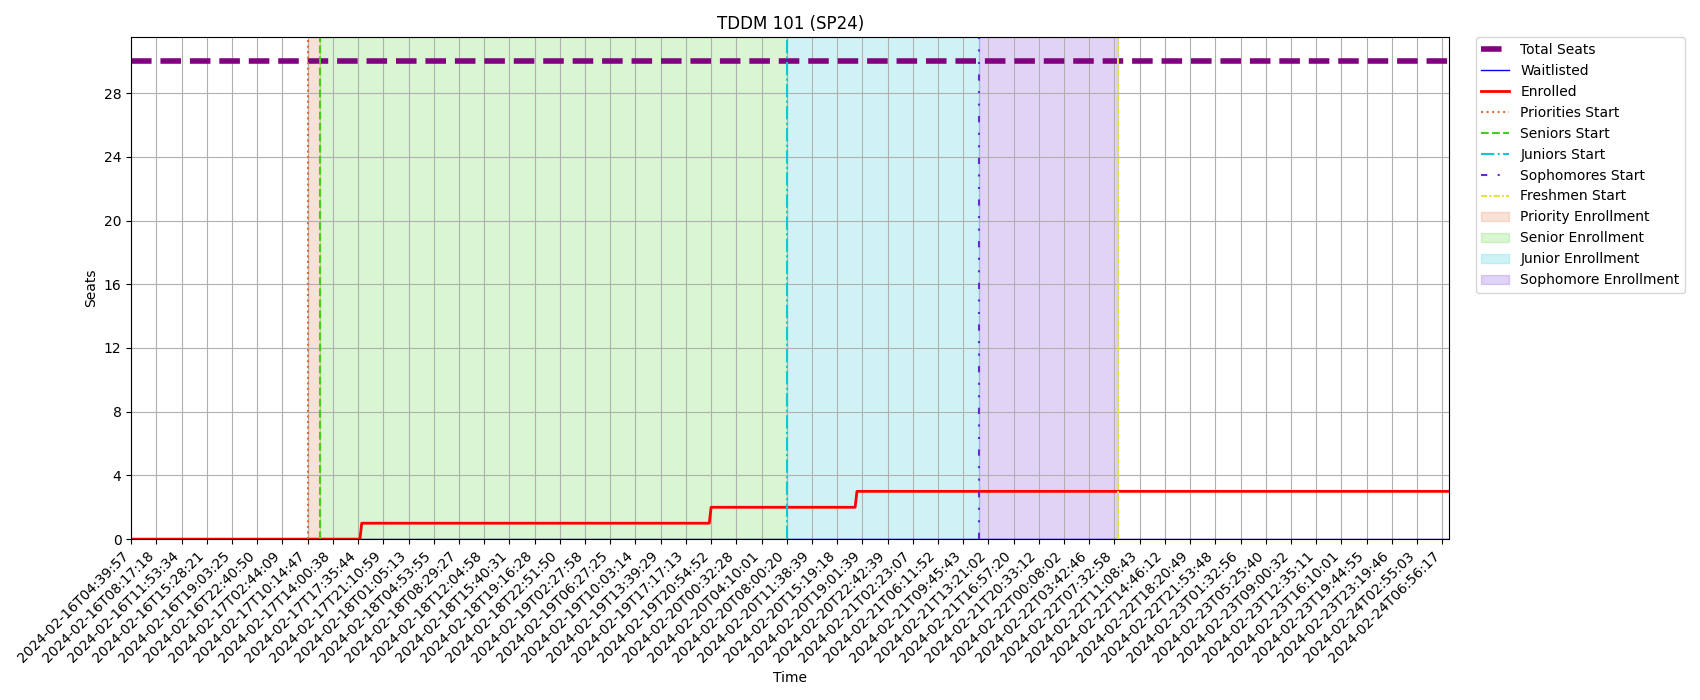 TDDM 101 (SP24)
Seats
28
24
20
16
12
8
4
0
2024-02-16T04:39:57
2024-02-16T08:17:18
2024-02-16T11:53:34
2024-02-16T15:28:21
2024-02-16T19:03:25
2024-02-16T22:40:50
2024-02-17T02:44:09
2024-02-17T10:14:47
2024-02-17T14:00:38
2024-02-17T17:35:44
2024-02-17T21:10:59
2024-02-18T01:05:13
2024-02-18T04:53:55
2024-02-18T08:29:27
2024-02-18T12:04:58
2024-02-18T15:40:31
2024-02-18T19:16:28
2024-02-18T22:51:50
2024-02-19T02:27:58
2024-02-19T06:27:25
2024-02-19T10:03:14
2024-02-19T13:39:29
2024-02-19T17:17:13
2024-02-19T20:54:52
2024-02-20T00:32:28
2024-02-20T04:10:01
2024-02-20T08:00:20
2024-02-20T11:38:39
2024-02-20T15:19:18
2024-02-20T19:01:39
2024-02-20T22:42:39
2024-02-21T02:23:07
2024-02-21T06:11:52
2024-02-21T09:45:43
2024-02-21T13:21:02
2024-02-21T16:57:20
2024-02-21T20:33:12
2024-02-22T00:08:02
2024-02-22T03:42:46
2024-02-22T07:32:58
2024-02-22T11:08:43
2024-02-22T14:46:12
2024-02-22T18:20:49
2024-02-22T21:53:48
2024-02-23T01:32:56
2024-02-23T05:25:40
2024-02-23T09:00:32
2024-02-23T12:35:11
2024-02-23T16:10:01
2024-02-23T19:44:55
2024-02-23T23:19:46
2024-02-24T02:55:03
2024-02-24T06:56:17
Time
Total Seats
Waitlisted
Enrolled
Priorities Start
Seniors Start
Juniors Start
Sophomores Start
Freshmen Start
Priority Enrollment
Senior Enrollment
Junior Enrollment
Sophomore Enrollment